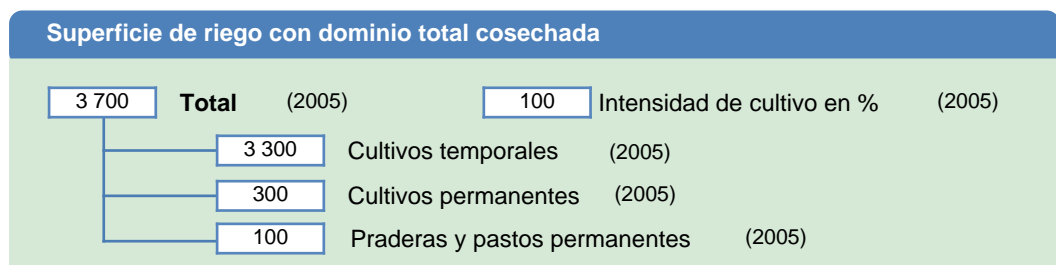 Superficie de riego con dominio total cosechada
3 700 Total (2005) 100 Intensidad de cultivo en % (2005)
3 300 Cultivos temporales (2005)
300 Cultivos permanentes (2005)
100 Praderas y pastos permanentes (2005)